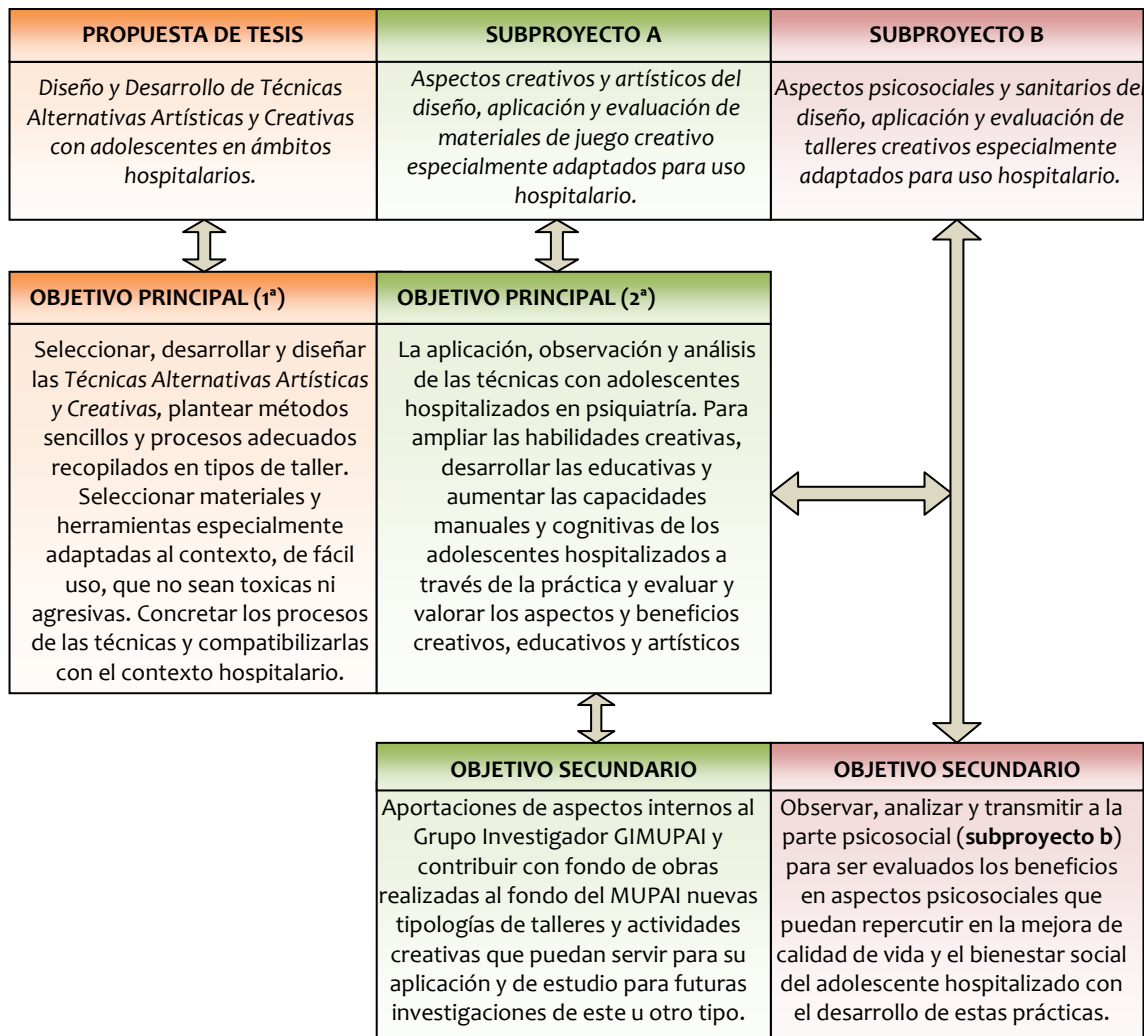 PROPUESTA DE TESIS
Diseño y Desarrollo de Técnicas
Alternativas Artísticas y Creativas
con adolescentes en ámbitos
hospitalarios.
SUBPROYECTO A
Aspectos creativos y artísticos del
diseño, aplicación y evaluación de
materiales de juego creativo
especialmente adaptados para uso
hospitalario.
SUBPROYECTO B
Aspectos psicosociales y sanitarios del
diseño, aplicación y evaluación de
talleres creativos especialmente
adaptados para uso hospitalario.
OBJETIVO PRINCIPAL (1ª)
Seleccionar, desarrollar y diseñar
las Técnicas Alternativas Artísticas
y Creativas, plantear métodos
sencillos y procesos adecuados
recopilados en tipos de taller.
Seleccionar materiales y
herramientas especialmente
adaptadas al contexto, de fácil
uso, que no sean toxicas ni
agresivas. Concretar los procesos
de las técnicas y compatibilizarlas
con el contexto hospitalario.
OBJETIVO PRINCIPAL (2ª)
La aplicación, observación y análisis
de las técnicas con adolescentes
hospitalizados en psiquiatría. Para
ampliar las habilidades creativas,
desarrollar las educativas y
aumentar las capacidades
manuales y cognitivas de los
adolescentes hospitalizados a
través de la práctica y evaluar y
valorar los aspectos y beneficios
creativos, educativos y artísticos
OBJETIVO SECUNDARIO
Aportaciones de aspectos internos al
Grupo Investigador GIMUPAI y
contribuir con fondo de obras
realizadas al fondo del MUPAI nuevas
tipologías de talleres y actividades
creativas que puedan servir para su
aplicación y de estudio para futuras
investigaciones de este u otro tipo.
OBJETIVO SECUNDARIO
Observar, analizar y transmitir a la
parte psicosocial (subproyecto b)
para ser evaluados los beneficios
en aspectos psicosociales que
puedan repercutir en la mejora de
calidad de vida y el bienestar social
del adolescente hospitalizado con
el desarrollo de estas prácticas.